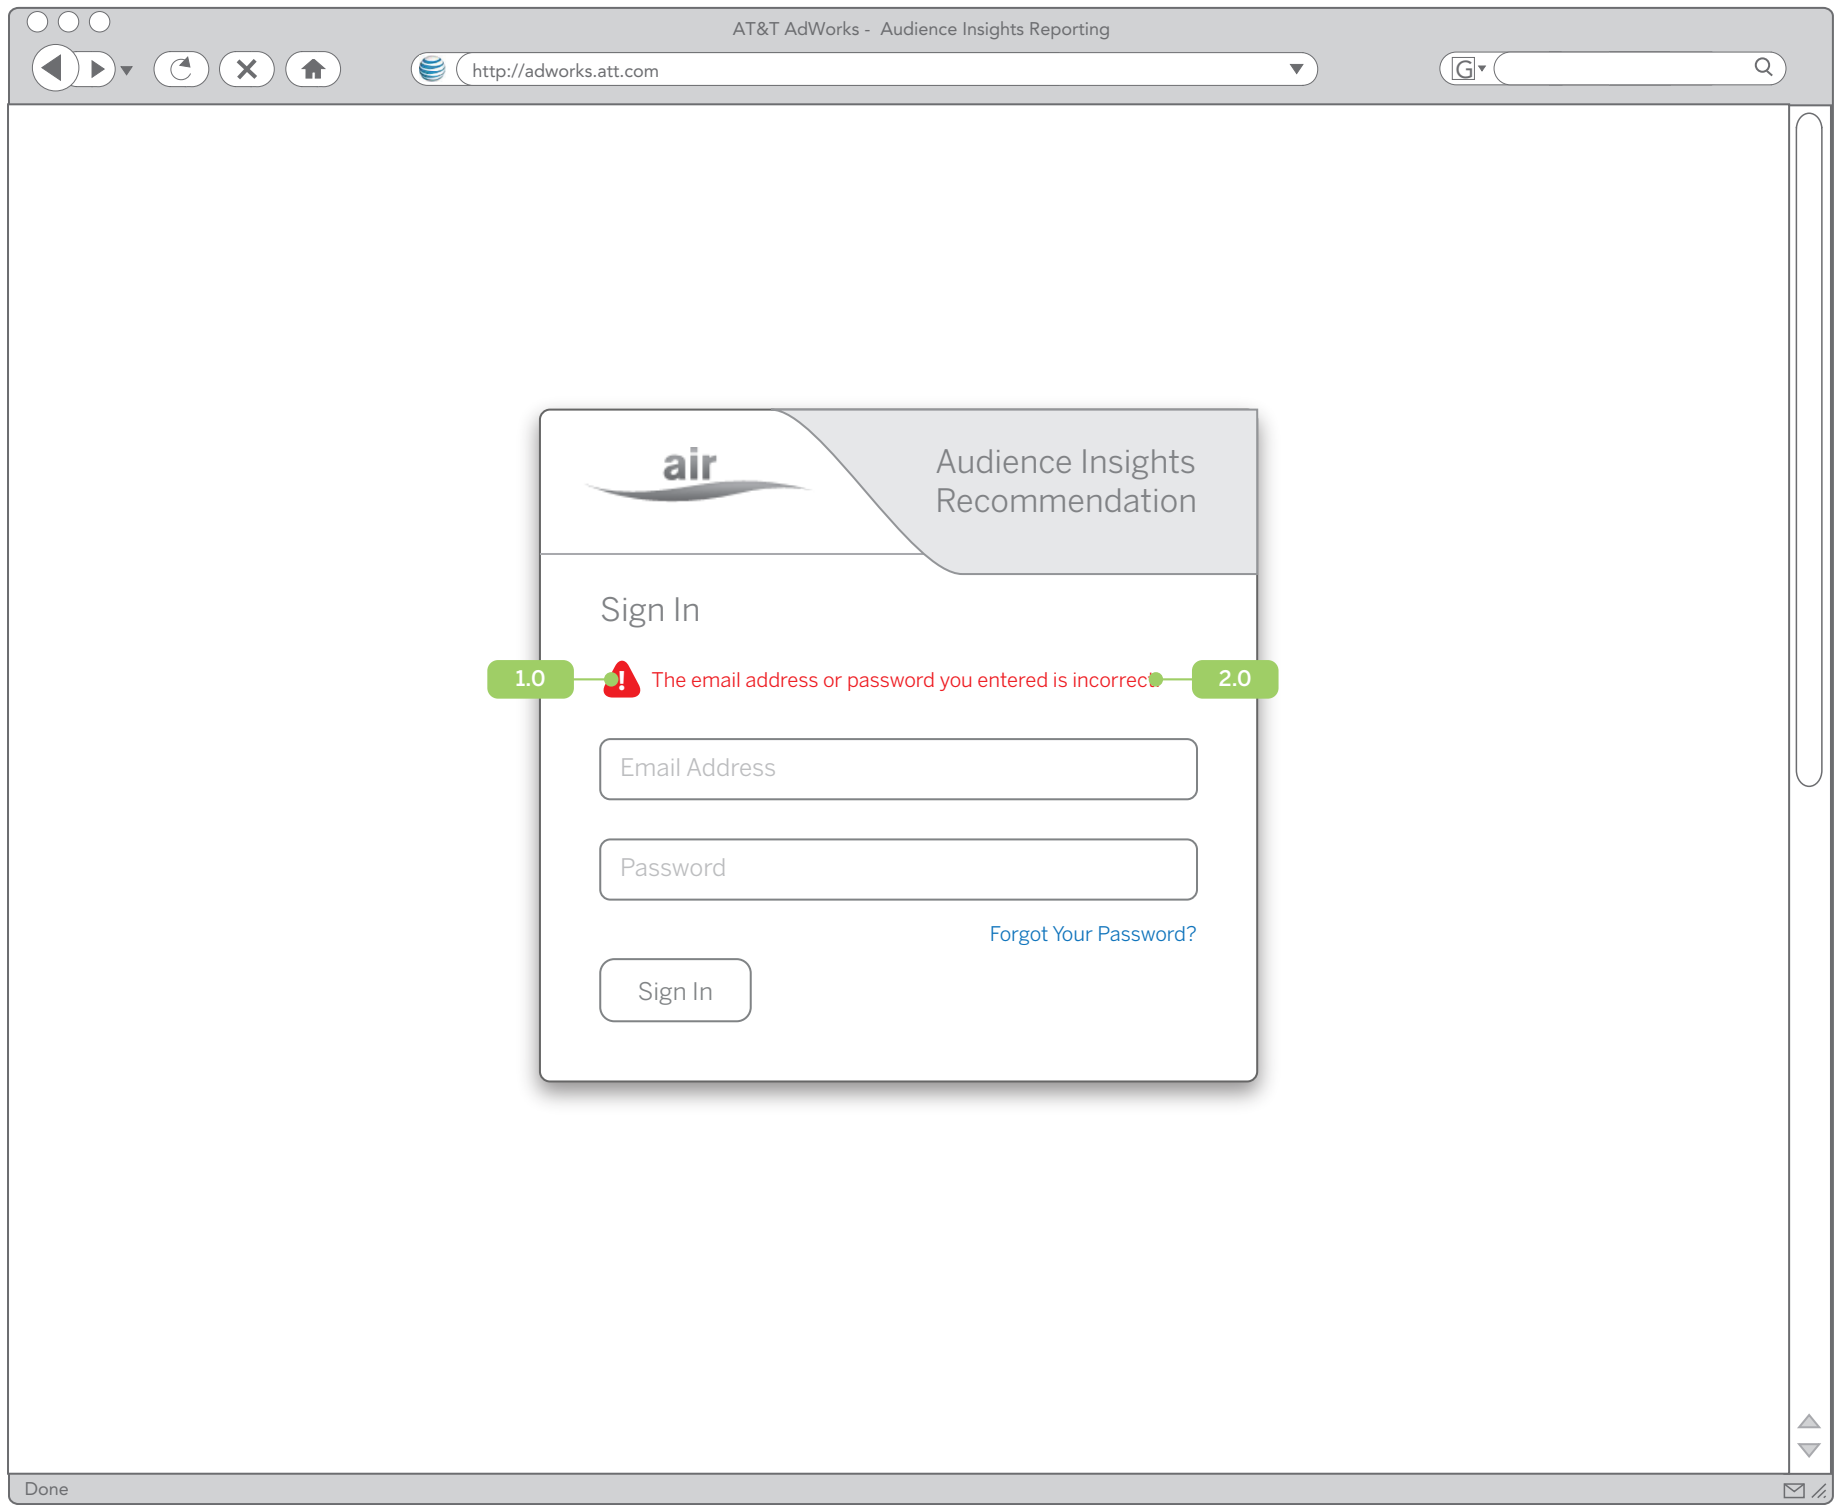 AT&T AdWorks - Audience Insights Reporting
http://adworks.att.com
G
air
Audience Insights
Recommendation
Sign In
1.0
! The email address or password you entered is incorrect.
2.0
Email Address
Password
Forgot Your Password?
Sign In
Done